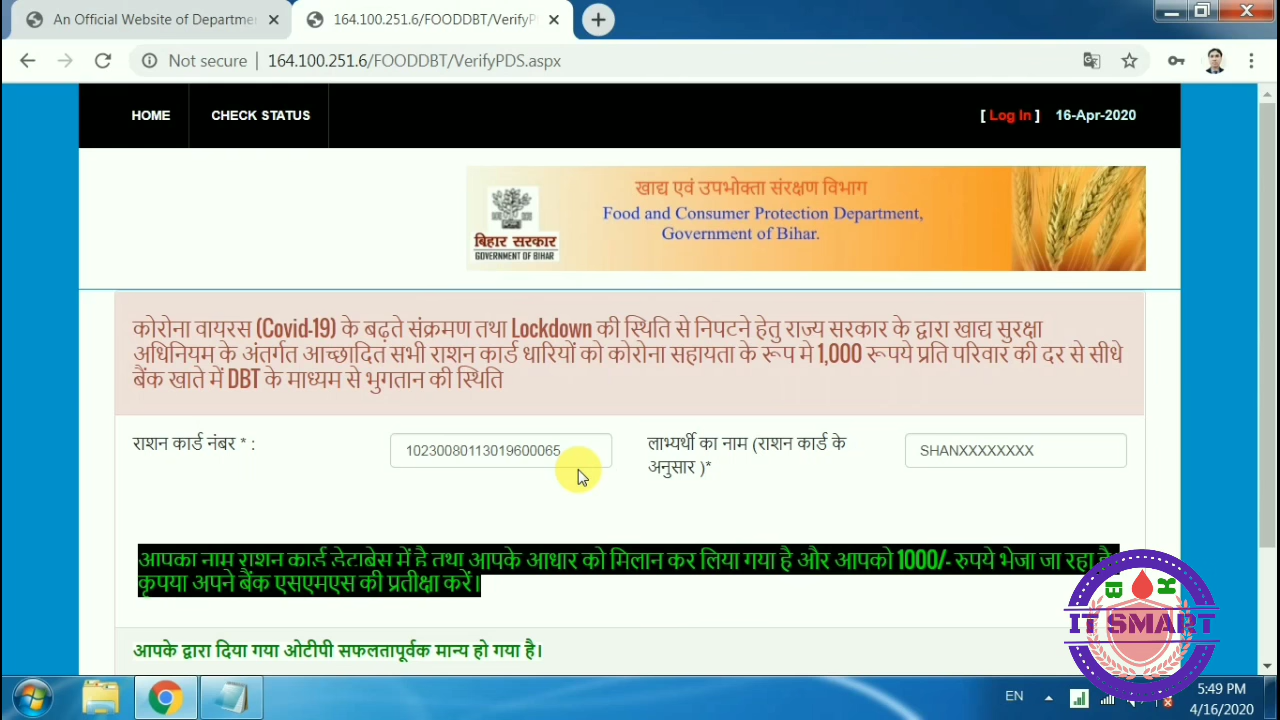 An Official Website of Departme
164.100.251.6/FOODDBT/VerifyP
Not secure
164.100.251.6/FOODDBT/VerifyPDS.aspx
HOME
CHECK STATUS
[ Log In ]
16-Apr-2020
खाद्य एवं उपभोक्ता संरक्षण विभाग
Food and Consumer Protection Department,
Government of Bihar.
बिहार सरकार
GOVERNMENT OF BIHAR
कोरोना वायरस (Covid-19) के बढ़ते संक्रमण तथा Lockdown की स्थिति से निपटने हेतु राज्य सरकार के द्वारा खाद्य सुरक्षा
अधिनियम के अंतर्गत आच्छादित सभी राशन कार्ड धारियों को कोरोना सहायता के रूप मे 1,000 रूपये प्रति परिवार की दर से सीधे
बैंक खाते में DBT के माध्यम से भुगतान की स्थिति
राशन कार्ड नंबर * :
10230080113019600065
लाभ्यर्थी का नाम (राशन कार्ड के
अनुसार )*
SHANXXXXXXXX
आपका नाम राशन कार्ड डेटाबेस में है तथा आपके आधार को मिलान कर लिया गया है और आपको 1000/- रुपये भेजा जा रहा है
कृपया अपने बैंक एसएमएस की प्रतीक्षा करें।
आपके द्वारा दिया गया ओटीपी सफलतापूर्वक मान्य हो गया है।
IT SMART
EN
5:49 PM
4/16/2020